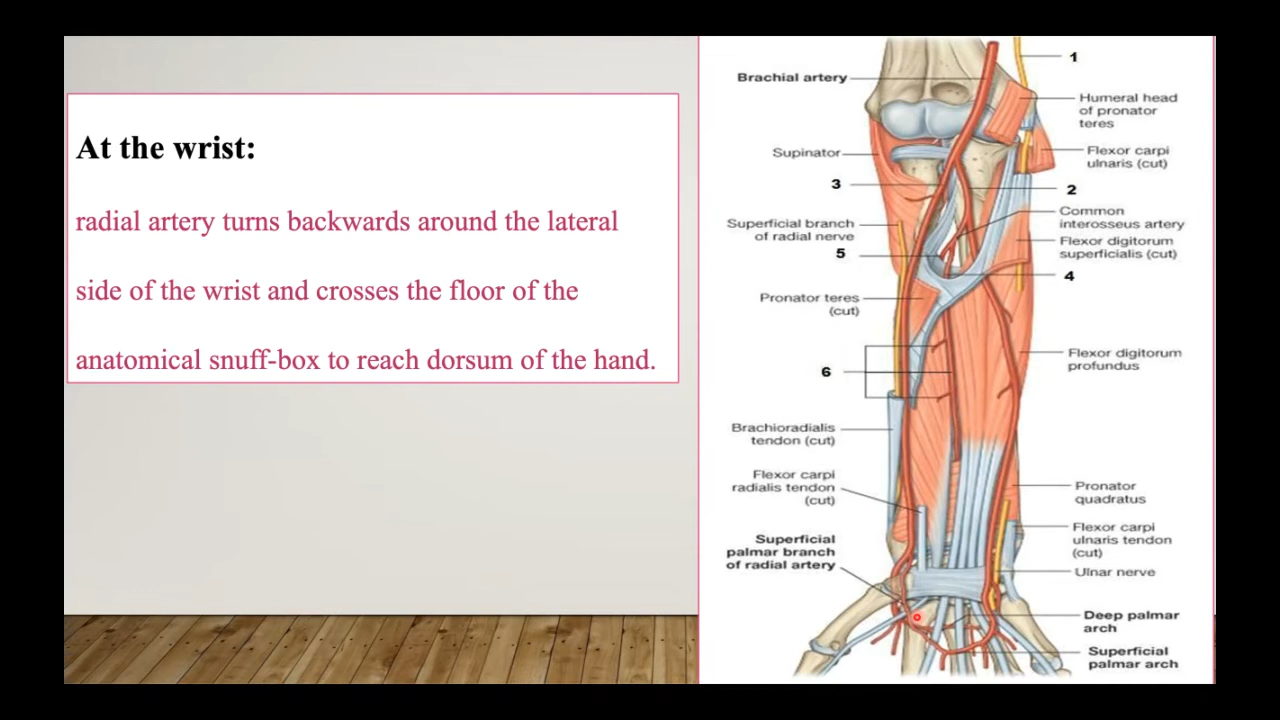 At the wrist:
radial artery turns backwards around the lateral
side of the wrist and crosses the floor of the
anatomical snuff-box to reach dorsum of the hand.
1
Brachial artery
Humeral head
of pronator
teres
Supinator
Flexor carpi
ulnaris (cut)
3
2
Superficial branch
of radial nerve
Common
interosseus artery
5
Flexor digitorum
superficialis (cut)
4
Pronator teres
(cut)
6
Flexor digitorum
profundus
Brachioradialis
tendon (cut)
Flexor carpi
radialis tendon
(cut)
Pronator
quadratus
Superficial
palmar branch
of radial artery
Flexor carpi
ulnaris tendon
(cut)
Ulnar nerve
Deep palmar
arch
Superficial
palmar arch